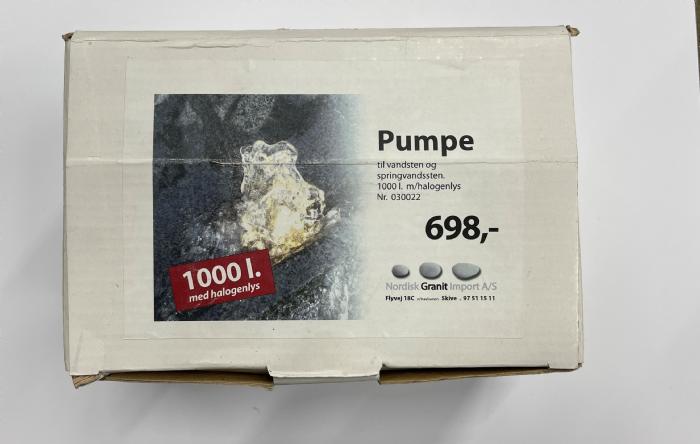 Pumpe
til vandsten og
springvandssten.
1000 l. m/halogenlys
Nr. 030022
698,-
1000 l.
med halogenlys
Nordisk Granit Import A/S
Flyvej 18C Skive . 97 51 15 11